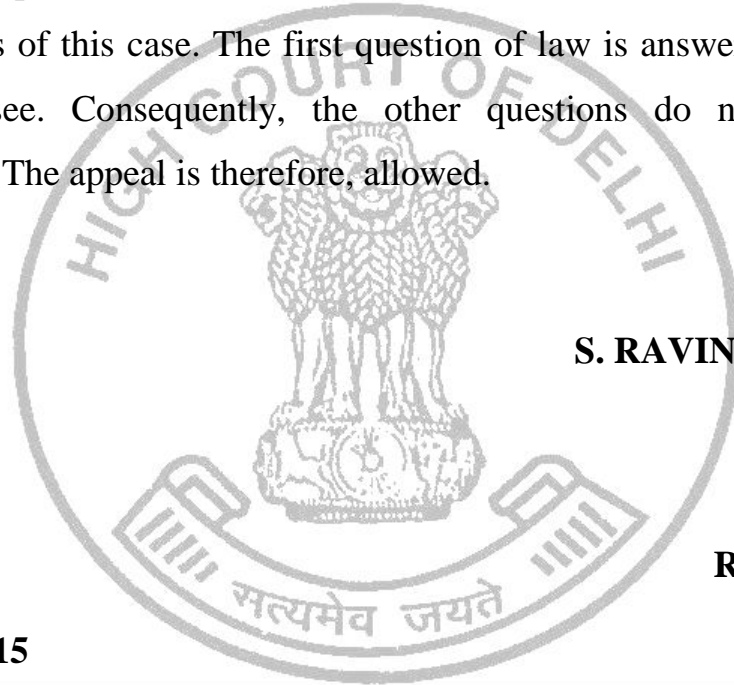 s of this case. The first question of law is answe
see. Consequently, the other questions do n
The appeal is therefore, allowed.
HIGH COURT OF DELHI
S. RAVIN
R
सत्यमेव जयते
15